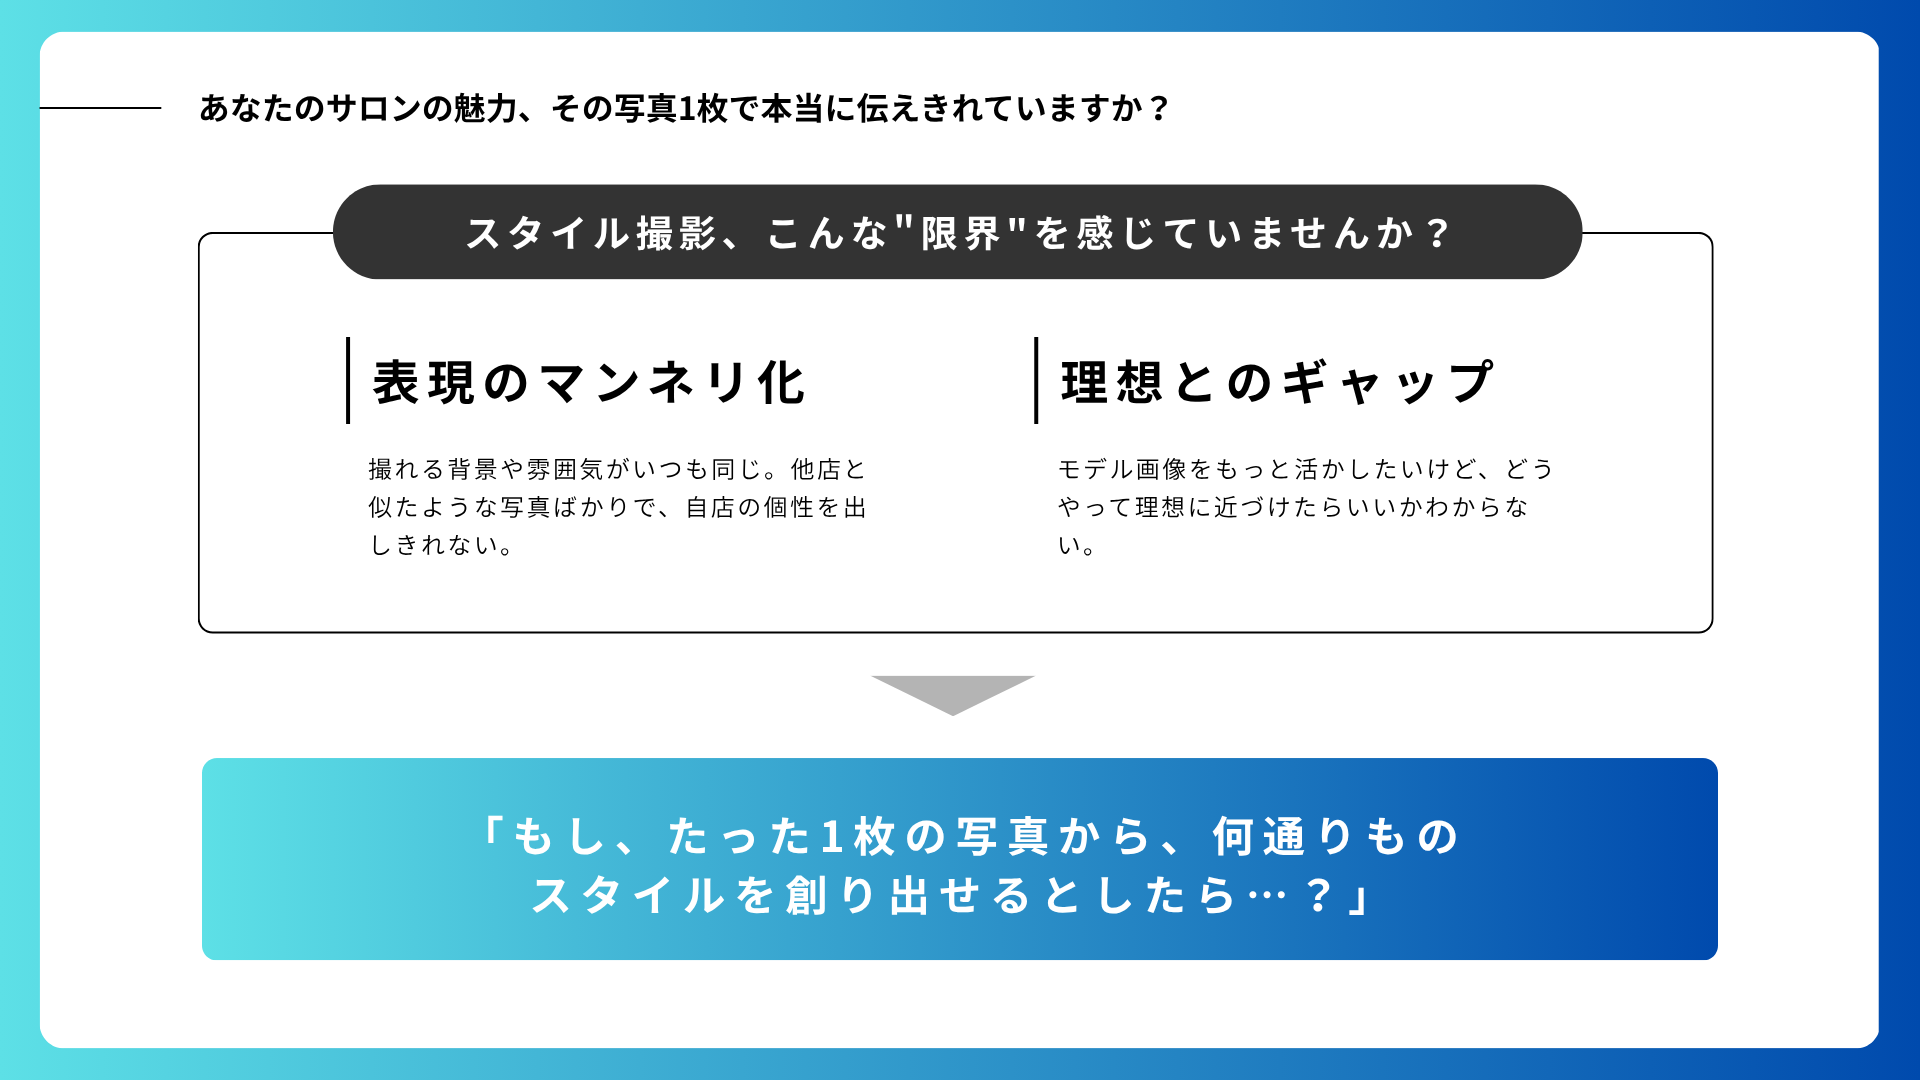 あなたのサロンの魅力、その写真1枚で本当に伝えきれていますか？
スタイル撮影、こんな"限界"を感じていませんか？
表現のマンネリ化
撮れる背景や雰囲気がいつも同じ。他店と
似たような写真ばかりで、自店の個性を出
しきれない。
理想とのギャップ
モデル画像をもっと活かしたいけど、どう
やって理想に近づけたらいいかわからな
い。
「もし、たった1枚の写真から、何通りもの
スタイルを創り出せるとしたら…？」